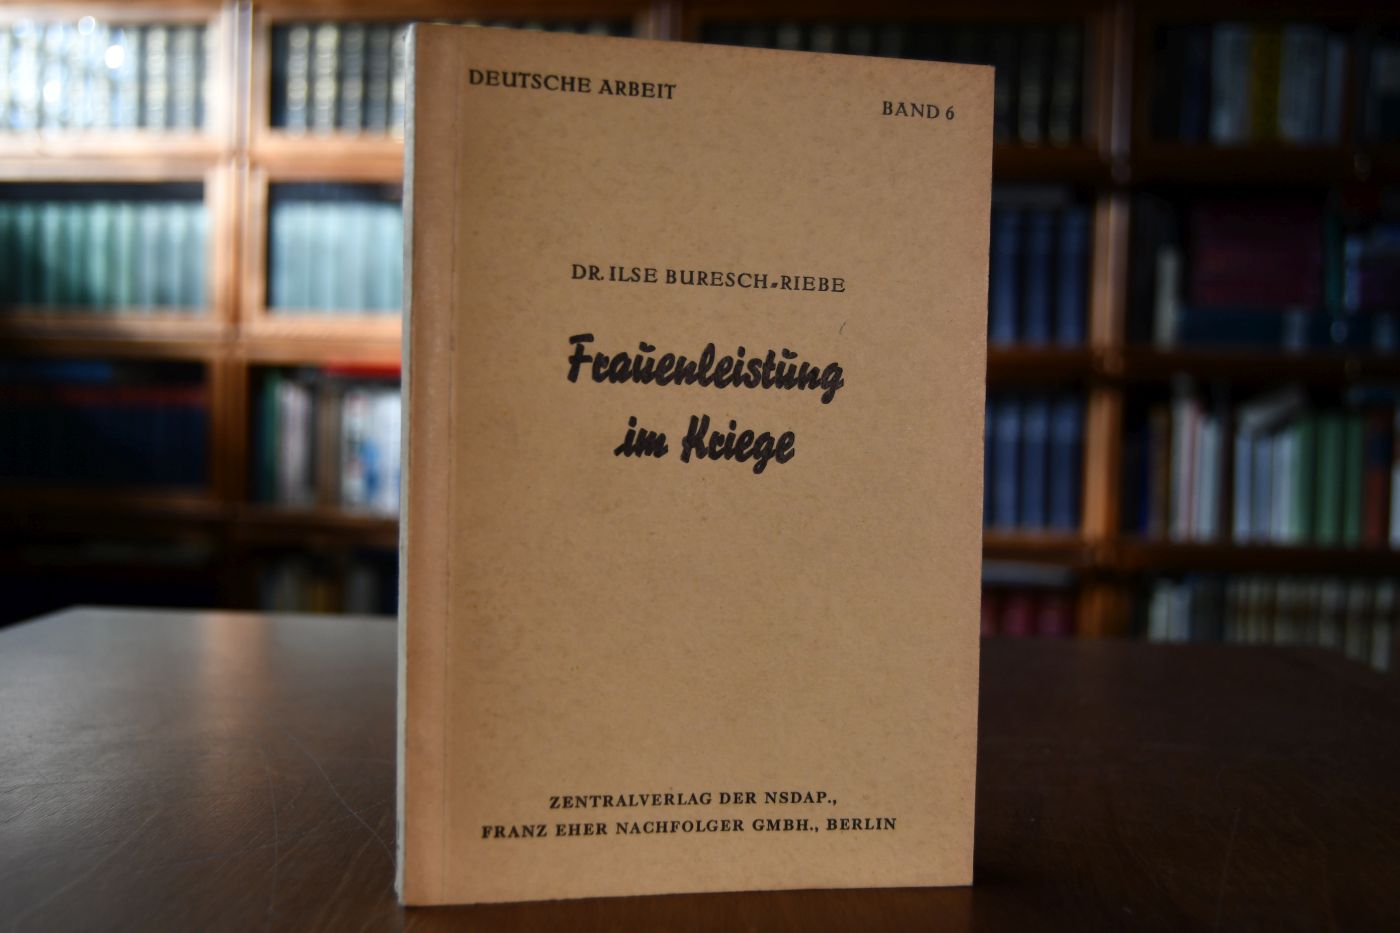 DEUTSCHE ARBEIT
BAND 6
DR. ILSE BURESCH-RIEBE
Frauenleistung
im Kriege
ZENTRALVERLAG DER NSDAP.,
FRANZ EHER NACHFOLGER GMBH., BERLIN